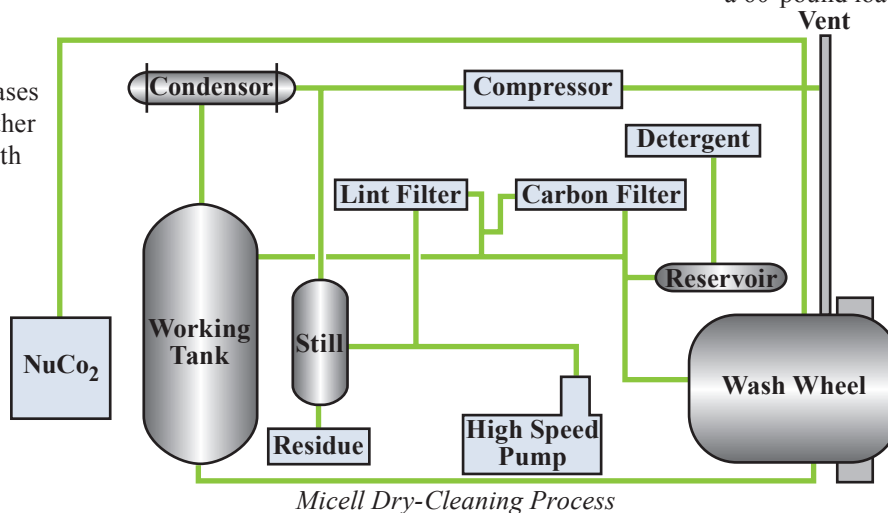 a 60-pound loa
Vent
ases
ther
th
Condensor
Compressor
Detergent
Lint Filter
Carbon Filter
Reservoir
Working
Tank
Still
NuCo₂
Wash Wheel
High Speed
Pump
Residue
Micell Dry-Cleaning Process